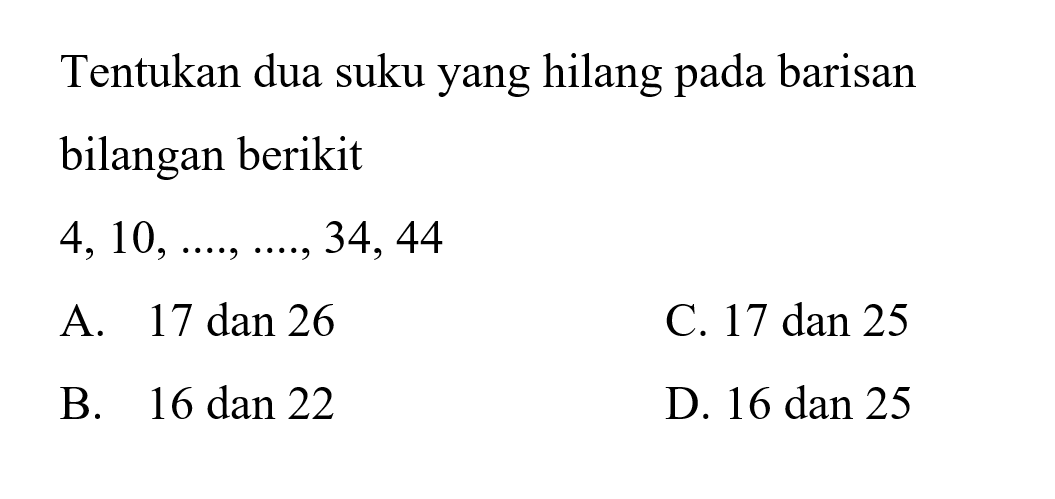 Tentukan dua suku yang hilang pada barisan
bilangan berikit
4, 10, ...., ...., 34, 44
A. 17 dan 26 C. 17 dan 25
B. 16 dan 22 D. 16 dan 25